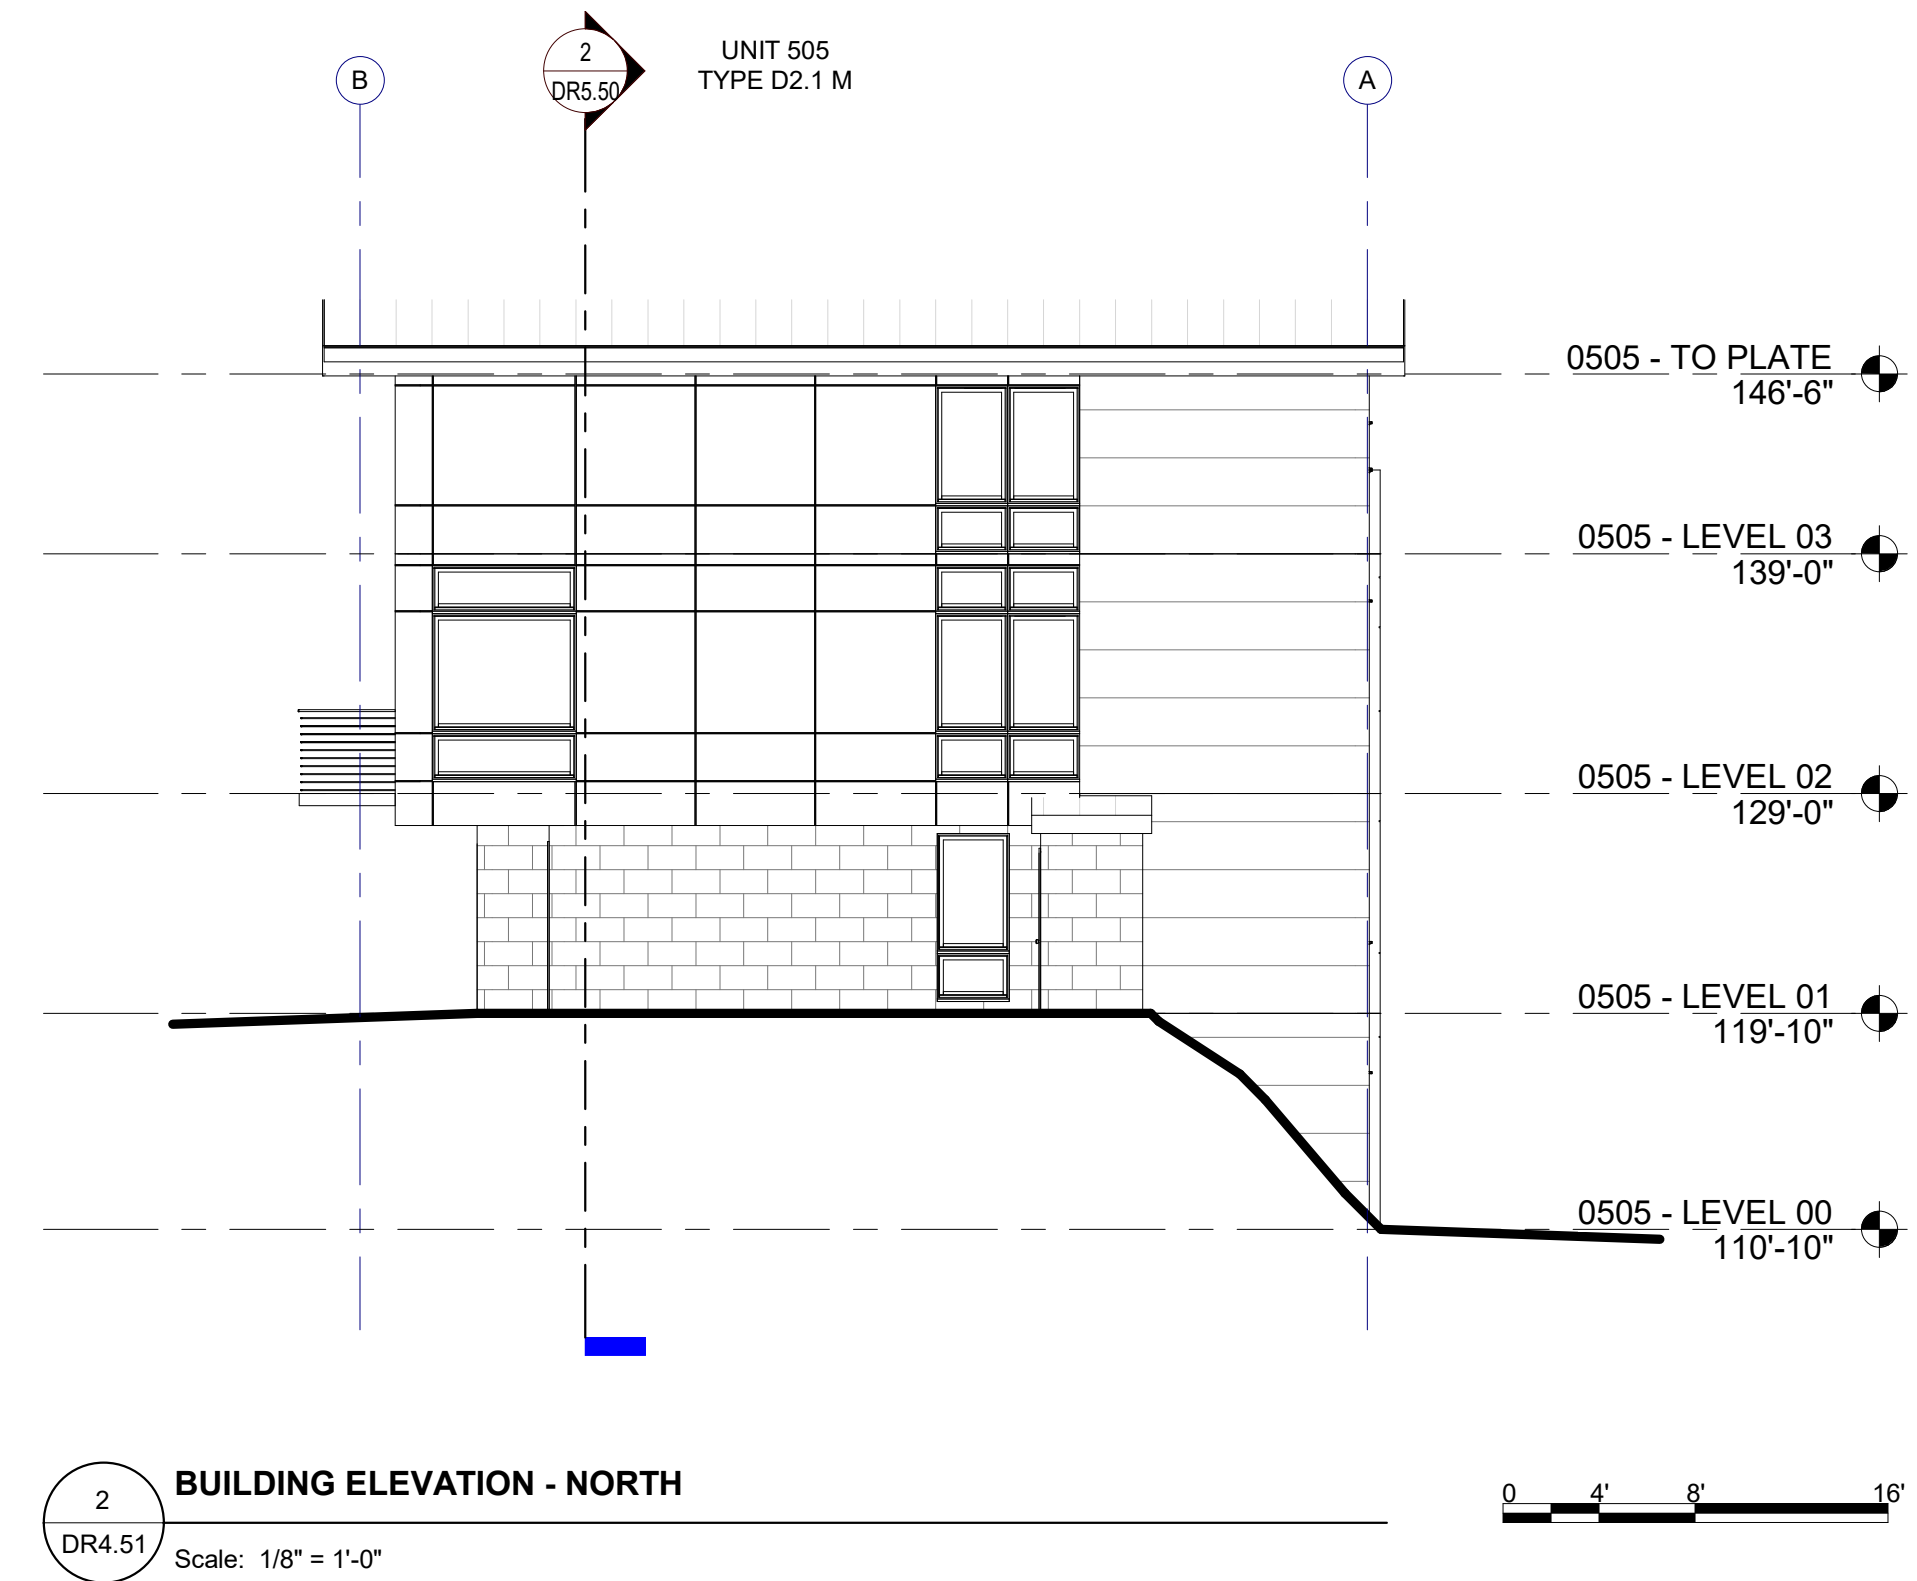 B
2
DR5.50
UNIT 505
TYPE D2.1 M
A
0505 - TO PLATE
146'-6"
0505 - LEVEL 03
139'-0"
0505 - LEVEL 02
129'-0"
0505 - LEVEL 01
119'-10"
0505 - LEVEL 00
110'-10"
2
DR4.51
BUILDING ELEVATION - NORTH
Scale: 1/8" = 1'-0"
0 4' 8' 16'